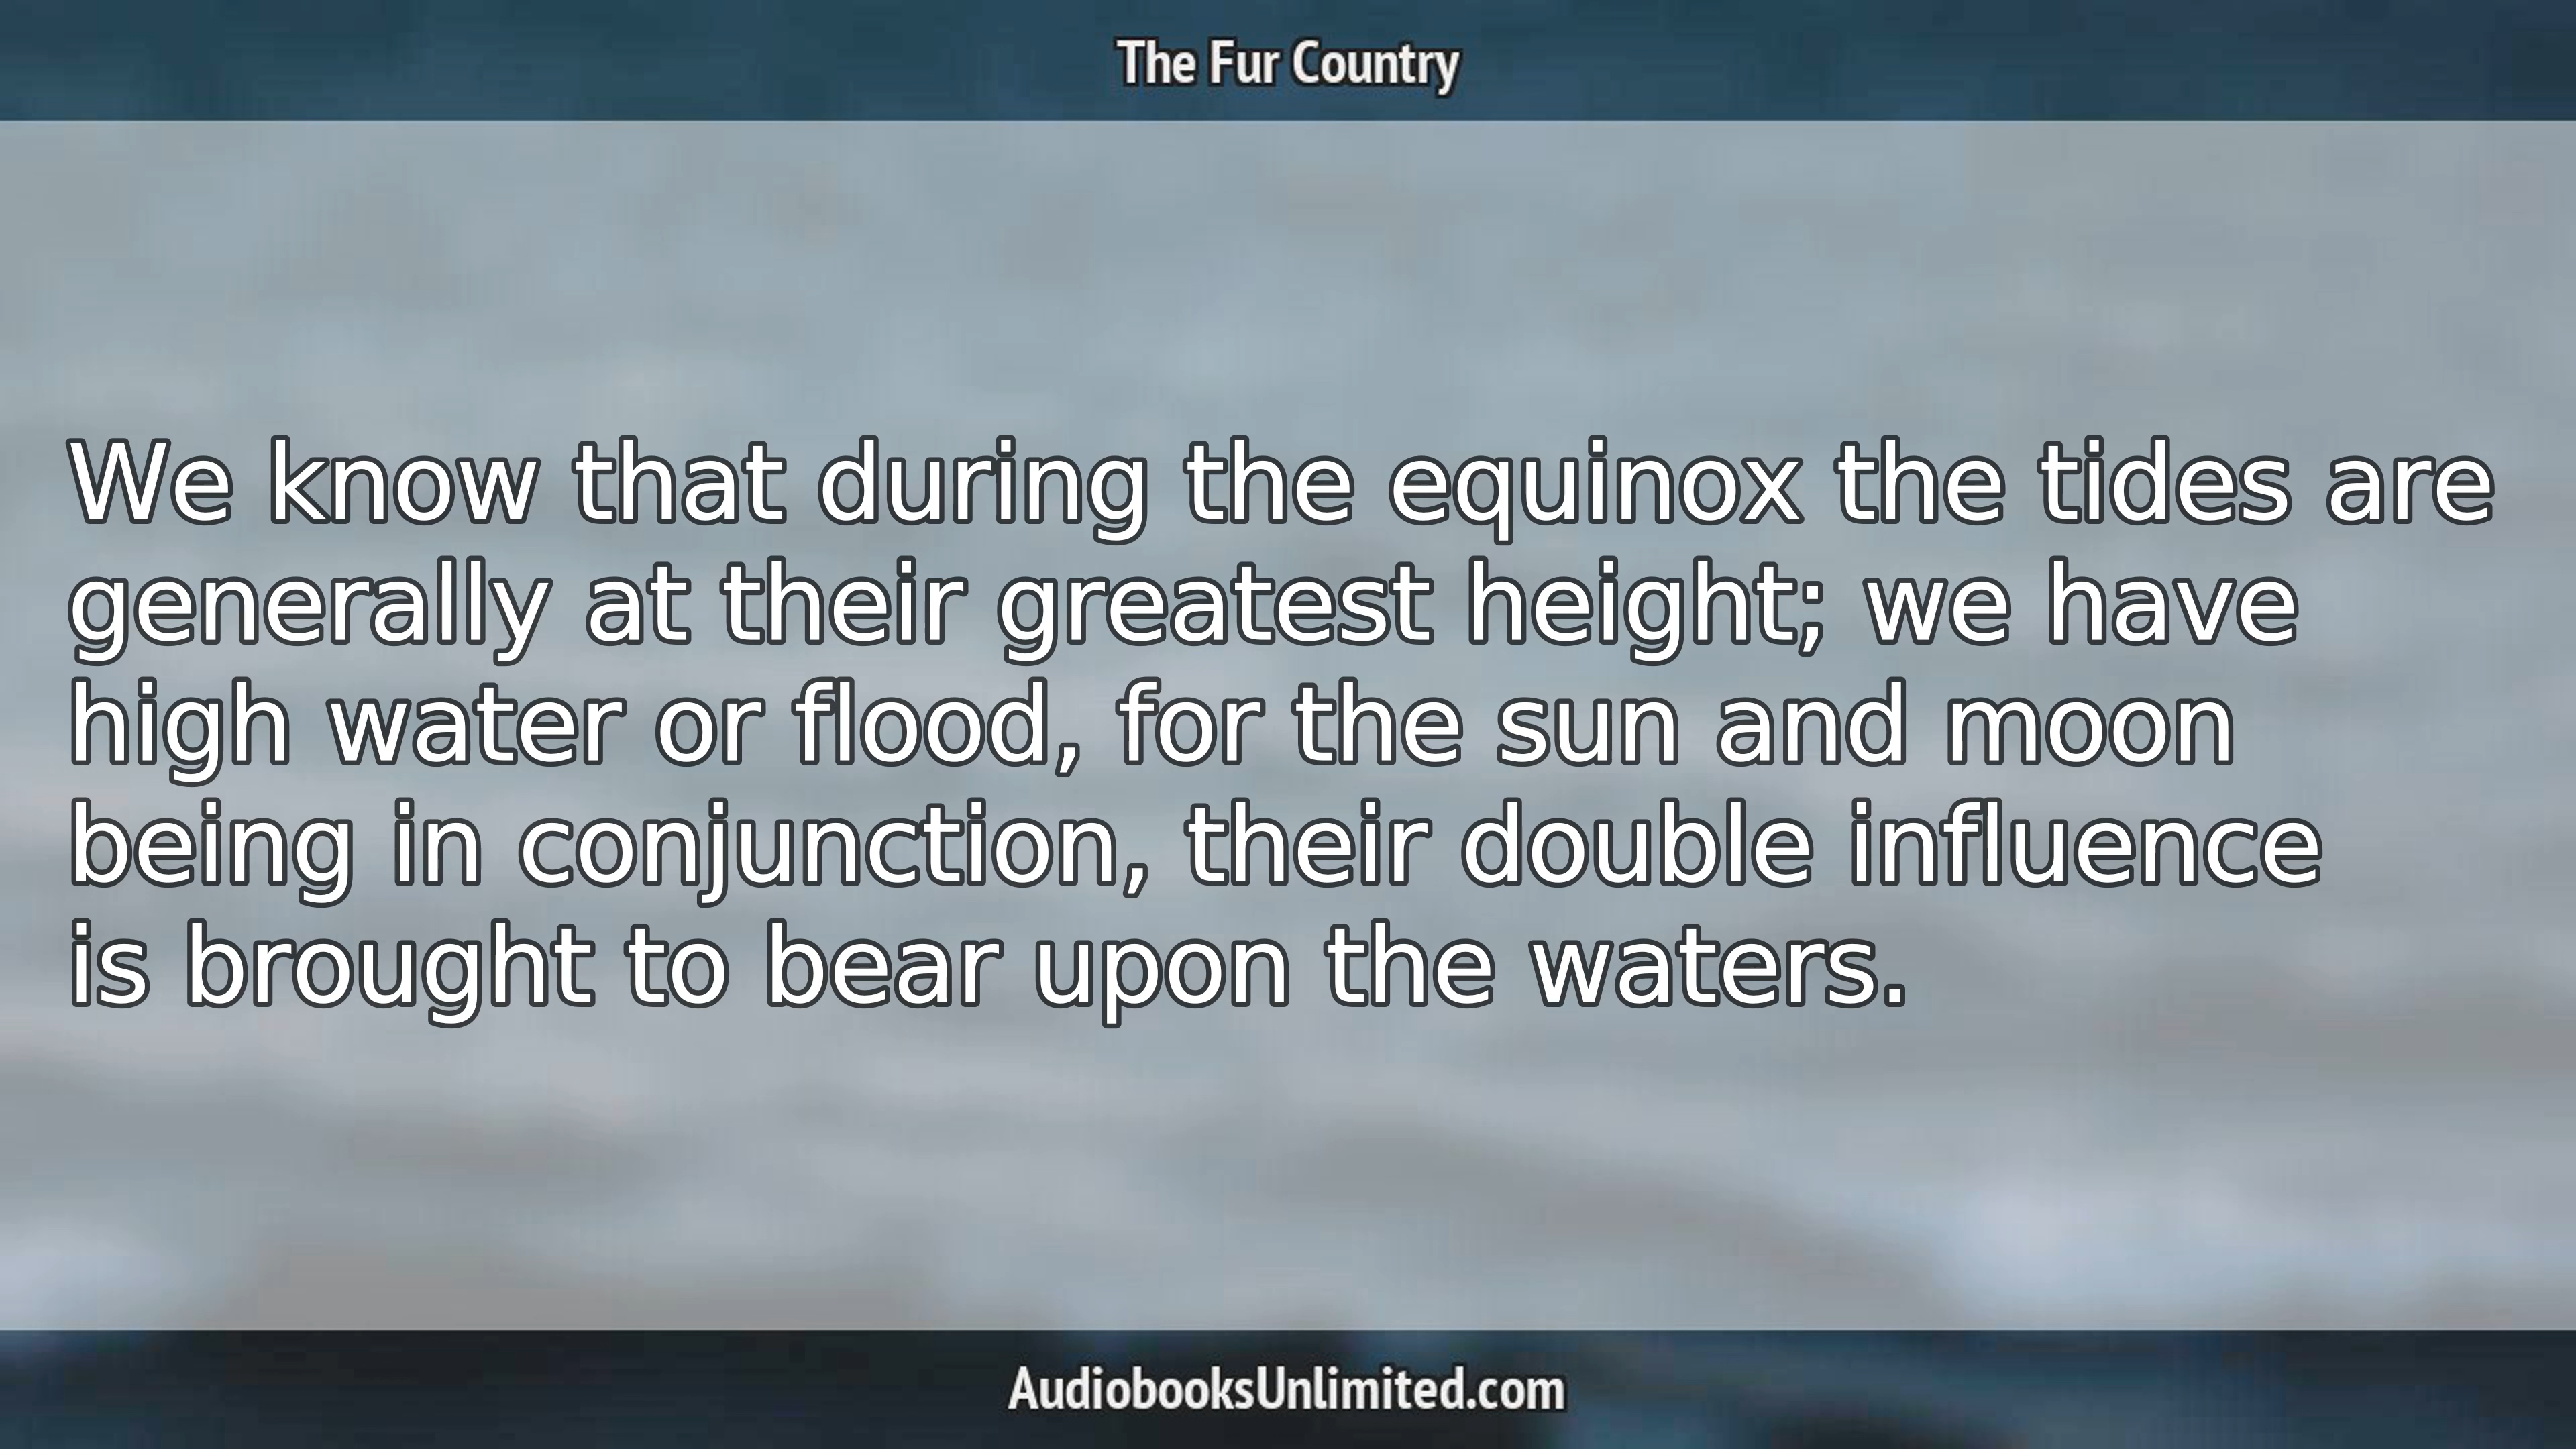 The Fur Country
We know that during the equinox the tides are
generally at their greatest height; we have
high water or flood, for the sun and moon
being in conjunction, their double influence
is brought to bear upon the waters.
AudiobooksUnlimited.com